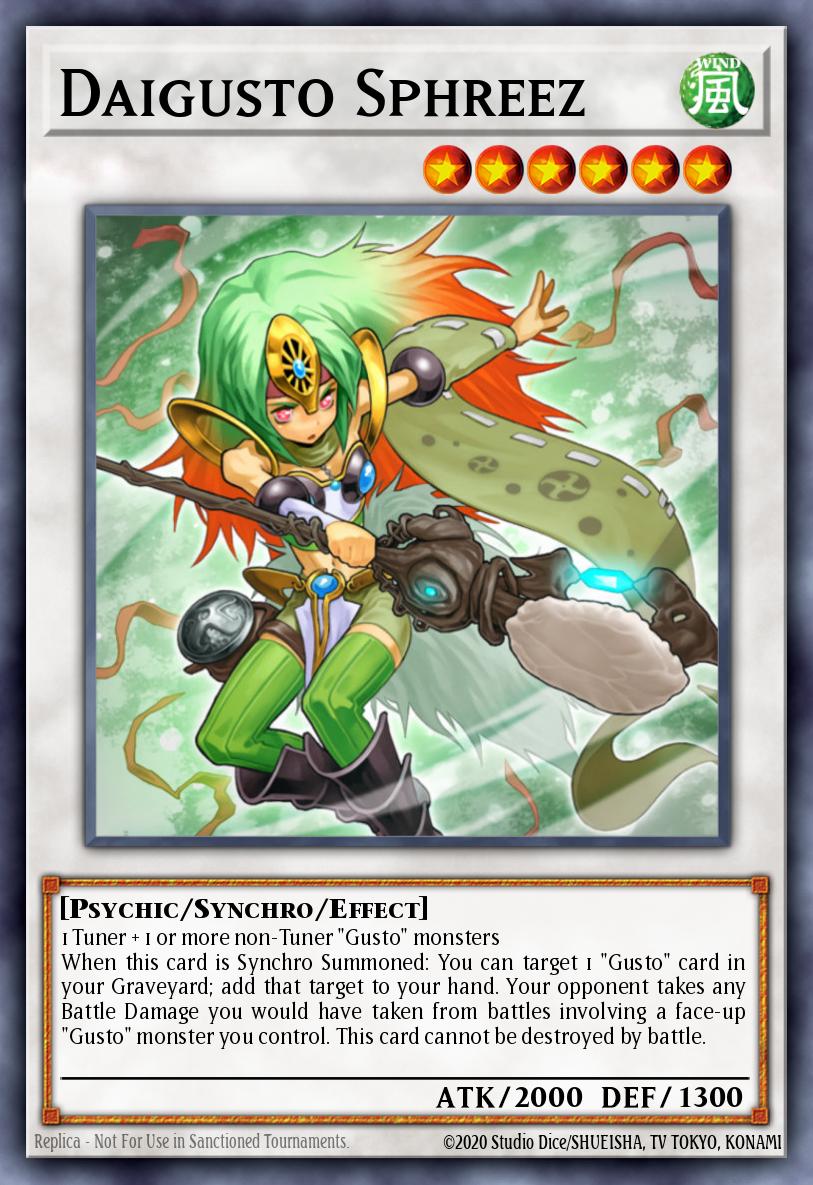 Daigusto Sphreez
WIND
風
[Psychic/Synchro/Effect]
1 Tuner + 1 or more non-Tuner "Gusto" monsters
When this card is Synchro Summoned: You can target 1 "Gusto" card in
your Graveyard; add that target to your hand. Your opponent takes any
Battle Damage you would have taken from battles involving a face-up
"Gusto" monster you control. This card cannot be destroyed by battle.
ATK/2000 DEF/1300
Replica - Not For Use in Sanctioned Tournaments.
©2020 Studio Dice/SHUEISHA, TV TOKYO, KONAMI